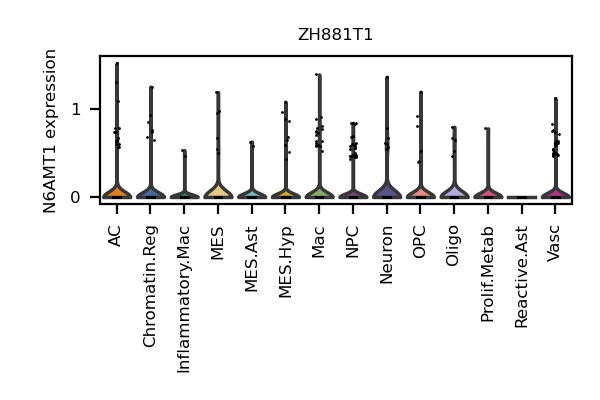 ZH881T1
N6AMT1 expression
1
0
AC
Chromatin.Reg
Inflammatory.Mac
MES
MES.Ast
MES.Hyp
Mac
NPC
Neuron
OPC
Oligo
Prolif.Metab
Reactive.Ast
Vasc